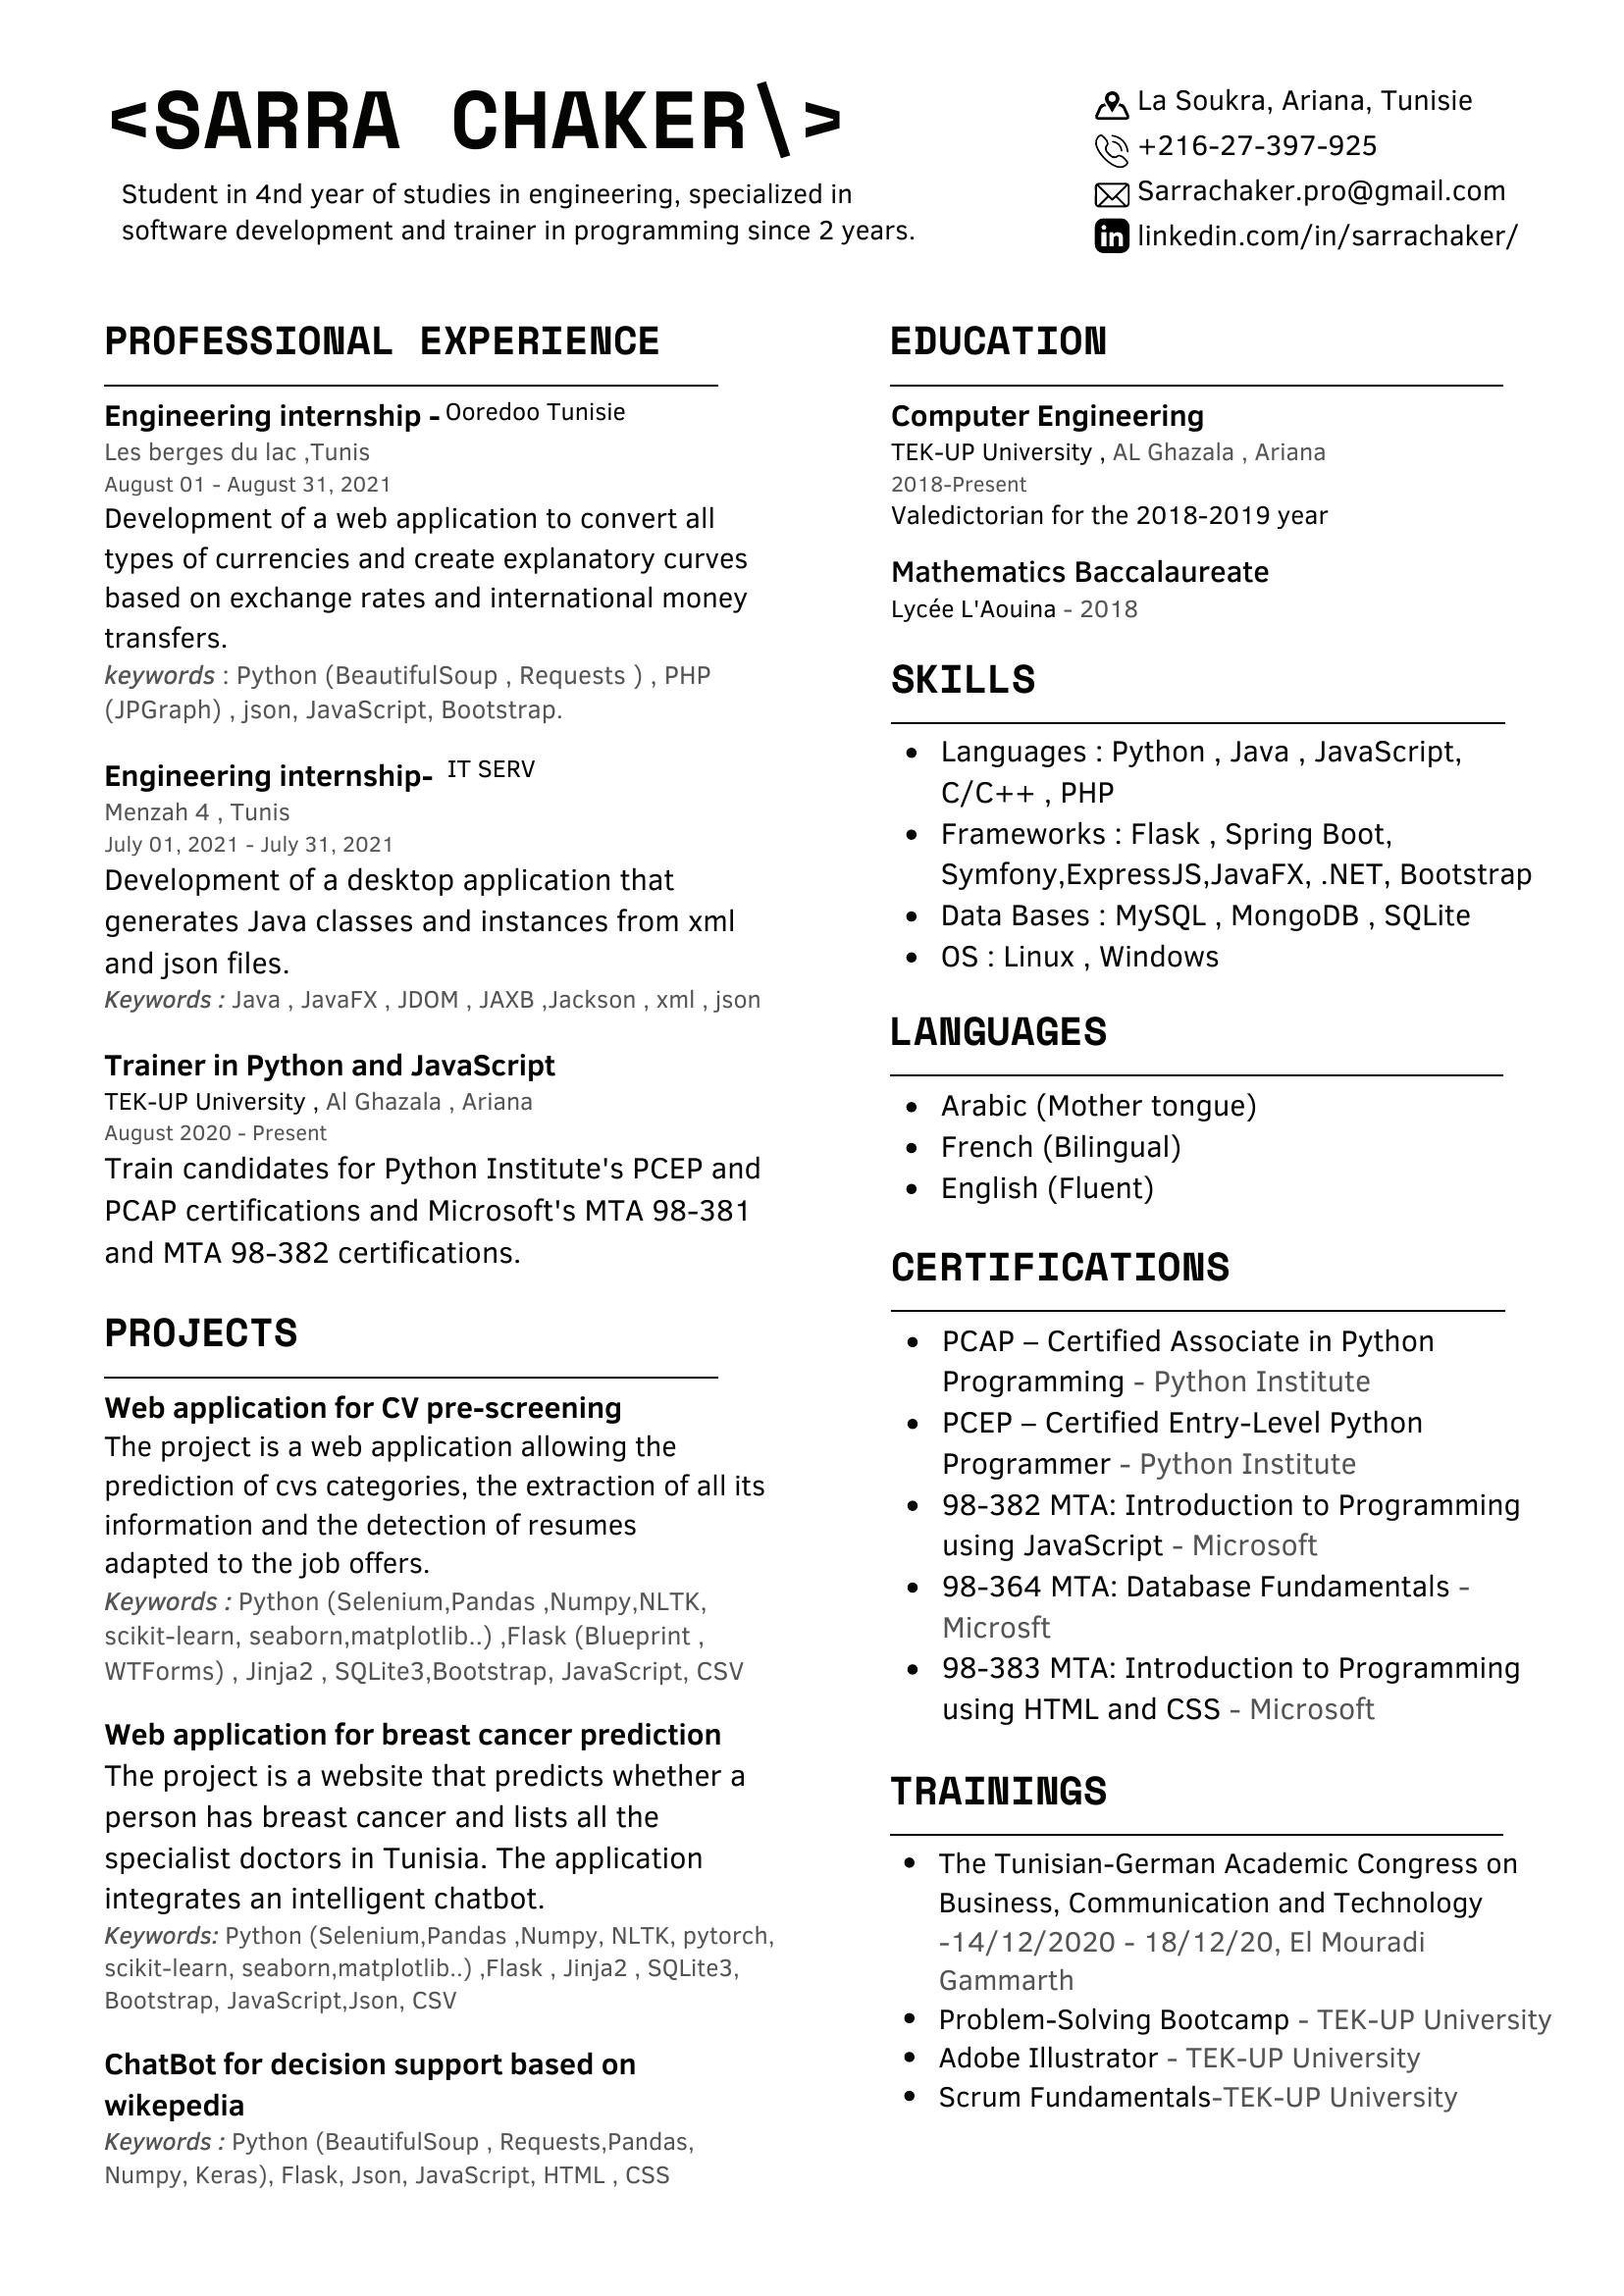 <SARRA CHAKER\>
Student in 4nd year of studies in engineering, specialized in
software development and trainer in programming since 2 years.
La Soukra, Ariana, Tunisie
+216-27-397-925
Sarrachaker.pro@gmail.com
linkedin.com/in/sarrachaker/
PROFESSIONAL EXPERIENCE
Engineering internship - Ooredoo Tunisie
Les berges du lac ,Tunis
August 01 - August 31, 2021
Development of a web application to convert all
types of currencies and create explanatory curves
based on exchange rates and international money
transfers.
keywords : Python (BeautifulSoup , Requests ) , PHP
(JPGraph) , json, JavaScript, Bootstrap.
Engineering internship- IT SERV
Menzah 4 , Tunis
July 01, 2021 - July 31, 2021
Development of a desktop application that
generates Java classes and instances from xml
and json files.
Keywords : Java , JavaFX , JDOM , JAXB ,Jackson , xml , json
Trainer in Python and JavaScript
TEK-UP University , Al Ghazala , Ariana
August 2020 - Present
Train candidates for Python Institute's PCEP and
PCAP certifications and Microsoft's MTA 98-381
and MTA 98-382 certifications.
PROJECTS
Web application for CV pre-screening
The project is a web application allowing the
prediction of cvs categories, the extraction of all its
information and the detection of resumes
adapted to the job offers.
Keywords : Python (Selenium,Pandas ,Numpy,NLTK,
scikit-learn, seaborn,matplotlib..) ,Flask (Blueprint ,
WTForms) , Jinja2 , SQLite3,Bootstrap, JavaScript, CSV
Web application for breast cancer prediction
The project is a website that predicts whether a
person has breast cancer and lists all the
specialist doctors in Tunisia. The application
integrates an intelligent chatbot.
Keywords: Python (Selenium,Pandas ,Numpy, NLTK, pytorch,
scikit-learn, seaborn,matplotlib..) ,Flask , Jinja2 , SQLite3,
Bootstrap, JavaScript,Json, CSV
ChatBot for decision support based on
wikepedia
Keywords : Python (BeautifulSoup , Requests,Pandas,
Numpy, Keras), Flask, Json, JavaScript, HTML , CSS
EDUCATION
Computer Engineering
TEK-UP University , AL Ghazala , Ariana
2018-Present
Valedictorian for the 2018-2019 year
Mathematics Baccalaureate
Lycée L'Aouina - 2018
SKILLS
• Languages : Python , Java , JavaScript,
C/C++ , PHP
• Frameworks : Flask , Spring Boot,
Symfony,ExpressJS,JavaFX, .NET, Bootstrap
• Data Bases : MySQL , MongoDB , SQLite
• OS : Linux , Windows
LANGUAGES
• Arabic (Mother tongue)
• French (Bilingual)
• English (Fluent)
CERTIFICATIONS
• PCAP – Certified Associate in Python
Programming - Python Institute
• PCEP – Certified Entry-Level Python
Programmer - Python Institute
• 98-382 MTA: Introduction to Programming
using JavaScript - Microsoft
• 98-364 MTA: Database Fundamentals -
Microsft
• 98-383 MTA: Introduction to Programming
using HTML and CSS - Microsoft
TRAININGS
• The Tunisian-German Academic Congress on
Business, Communication and Technology
-14/12/2020 - 18/12/20, El Mouradi
Gammarth
• Problem-Solving Bootcamp - TEK-UP University
• Adobe Illustrator - TEK-UP University
• Scrum Fundamentals-TEK-UP University